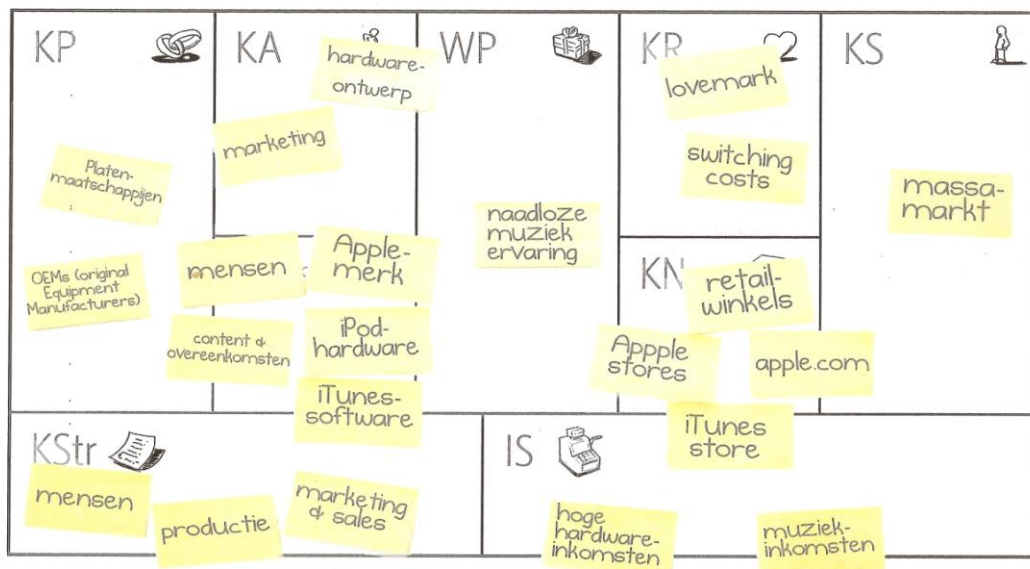 KP
Platen-
maatschappijen
OEMs (original
Equipment
Manufacturers)
KA
hardware-
ontwerp
marketing
mensen
Apple-
merk
content &
overeenkomsten
iPod-
hardware
iTunes-
software
WP
naadloze
muziek
ervaring
KR
lovemark
switching
costs
KN
retail-
winkels
Appple
stores
apple.com
iTunes
store
KS
massa-
markt
KStr
mensen
productie
marketing
& sales
IS
hoge
hardware-
inkomsten
muziek-
inkomsten